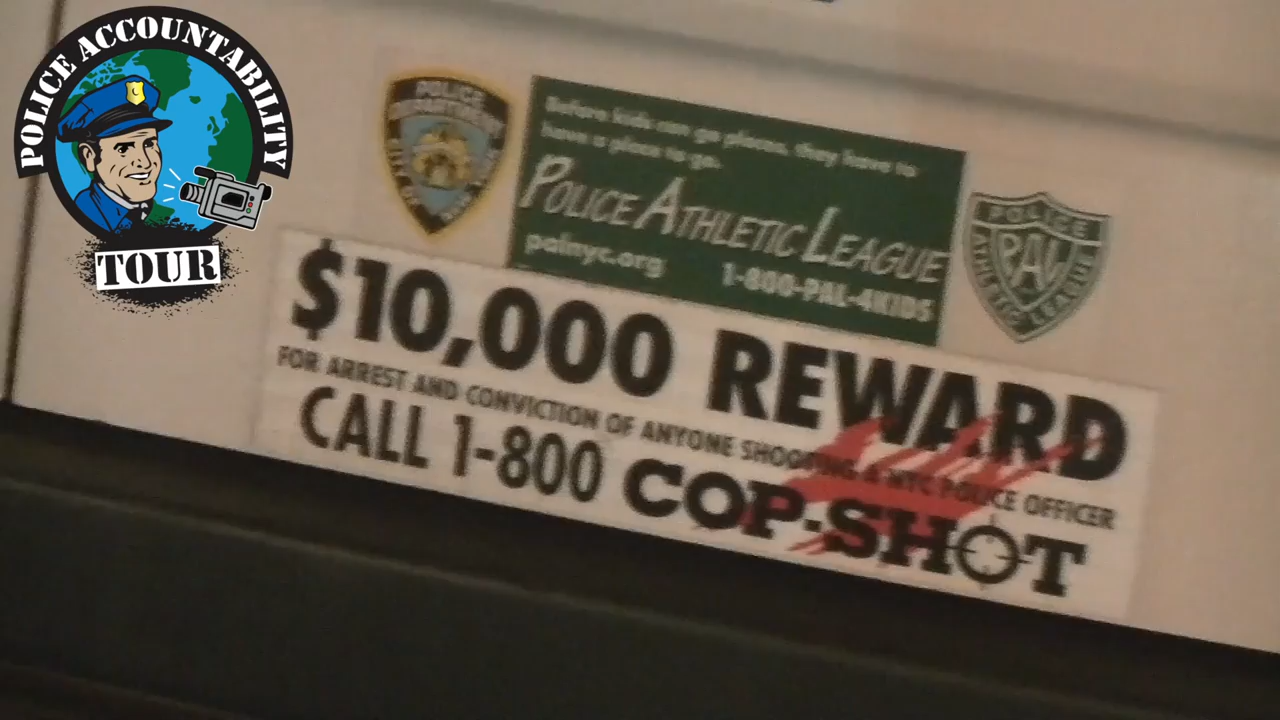 POLICE ACCOUNTABILITY
TOUR
POLICE
DEPARTMENT
Before kids can go places, they have to
have a place to go.
POLICE ATHLETIC LEAGUE
palnyc.org 1-800-PAL-4KIDS
POLICE
PAL
ATHLETIC LEAGUE
$10,000 REWARD
FOR ARREST AND CONVICTION OF ANYONE SHOOTING A NYC POLICE OFFICER
CALL 1-800 COP-SHOT